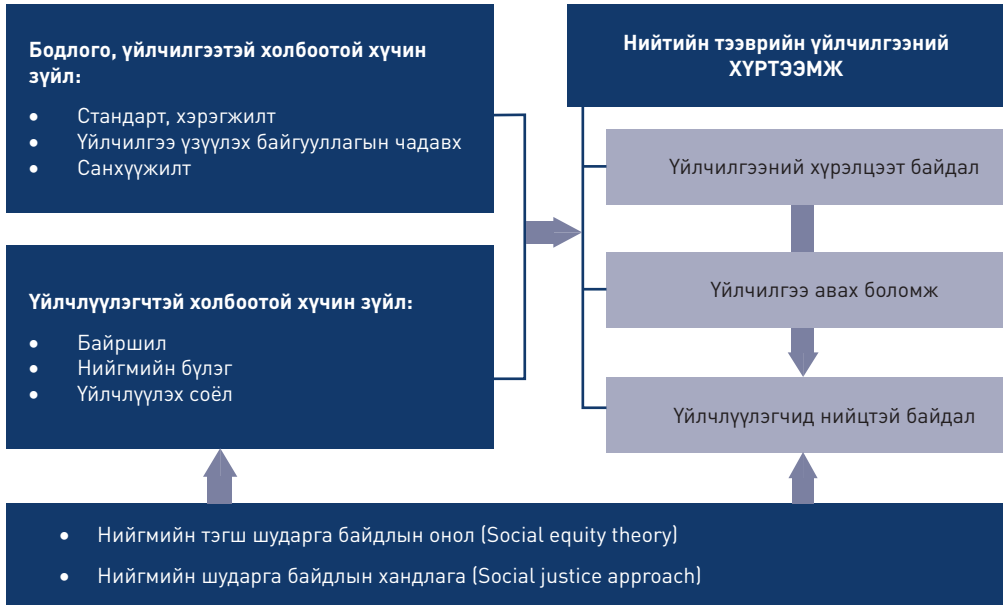 Бодлого, үйлчилгээтэй холбоотой хүчин
зүйл:
• Стандарт, хэрэгжилт
• Үйлчилгээ үзүүлэх байгууллагын чадавх
• Санхүүжилт
Үйлчлүүлэгчтэй холбоотой хүчин зүйл:
• Байршил
• Нийгмийн бүлэг
• Үйлчлүүлэх соёл
Нийтийн тээврийн үйлчилгээний
ХҮРТЭЭМЖ
Үйлчилгээний хүрэлцээт байдал
Үйлчилгээ авах боломж
Үйлчлүүлэгчид нийцтэй байдал
• Нийгмийн тэгш шударга байдлын онол (Social equity theory)
• Нийгмийн шударга байдлын хандлага (Social justice approach)